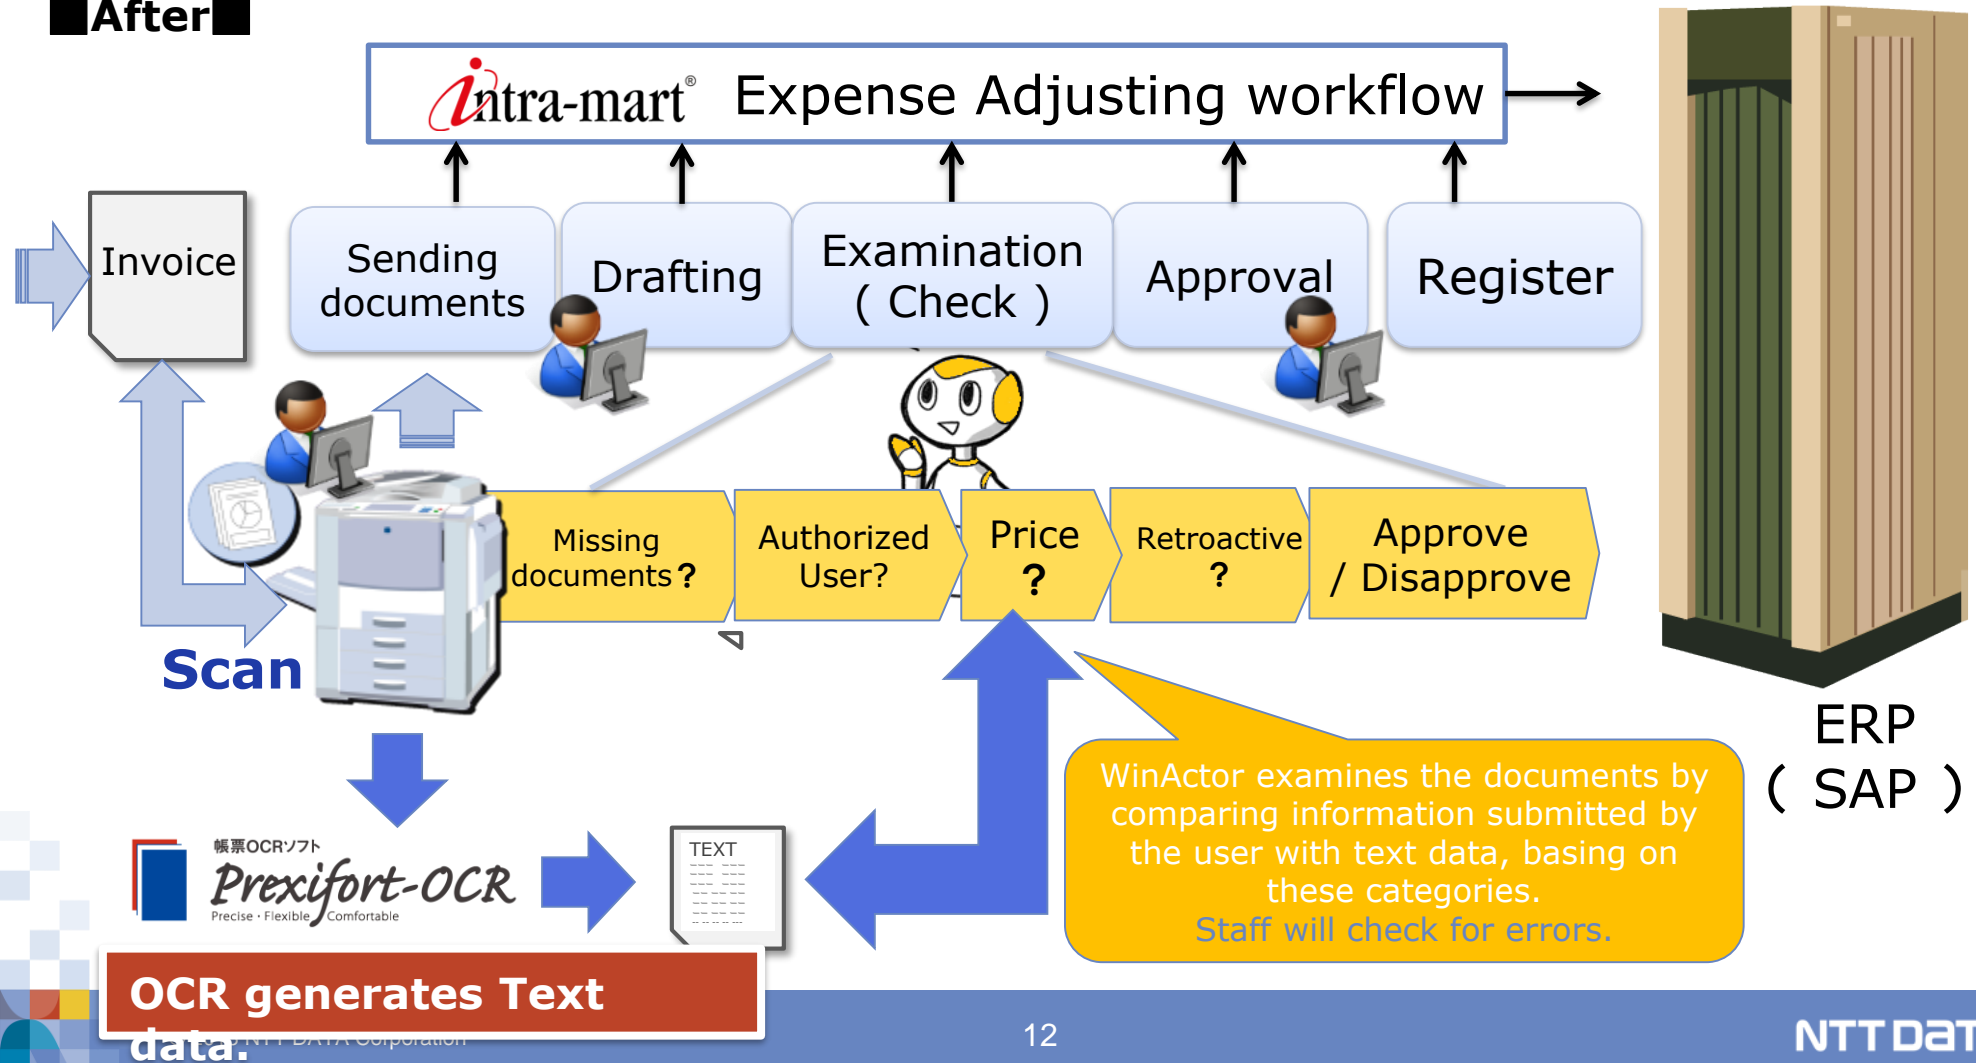 ■After■
intra-mart® Expense Adjusting workflow
Invoice
Sending
documents
Drafting
Examination
( Check )
Approval
Register
Missing
documents？
Authorized
User?
Price
？
Retroactive
？
Approve
/ Disapprove
Scan
ERP
( SAP )
WinActor examines the documents by
comparing information submitted by
the user with text data, basing on
these categories.
Staff will check for errors.
帳票OCRソフト
Prexifort-OCR
Precise・Flexible Comfortable
TEXT
OCR generates Text
data.
NTT DATA Corporation
12
NTT DaT